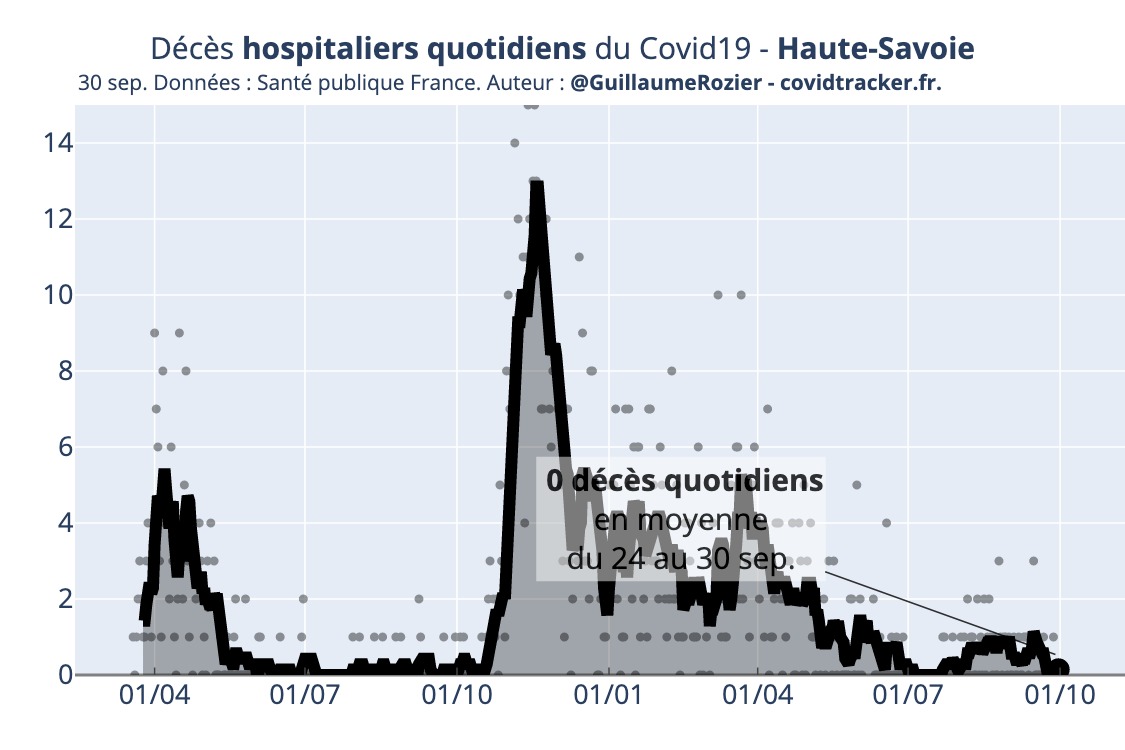 Décès hospitaliers quotidiens du Covid19 - Haute-Savoie
30 sep. Données : Santé publique France. Auteur : @GuillaumeRozier - covidtracker.fr.
14
12
10
8
6
4
2
0
0 décès quotidiens
en moyenne
du 24 au 30 sep.
01/04 01/07 01/10 01/01 01/04 01/07 01/10